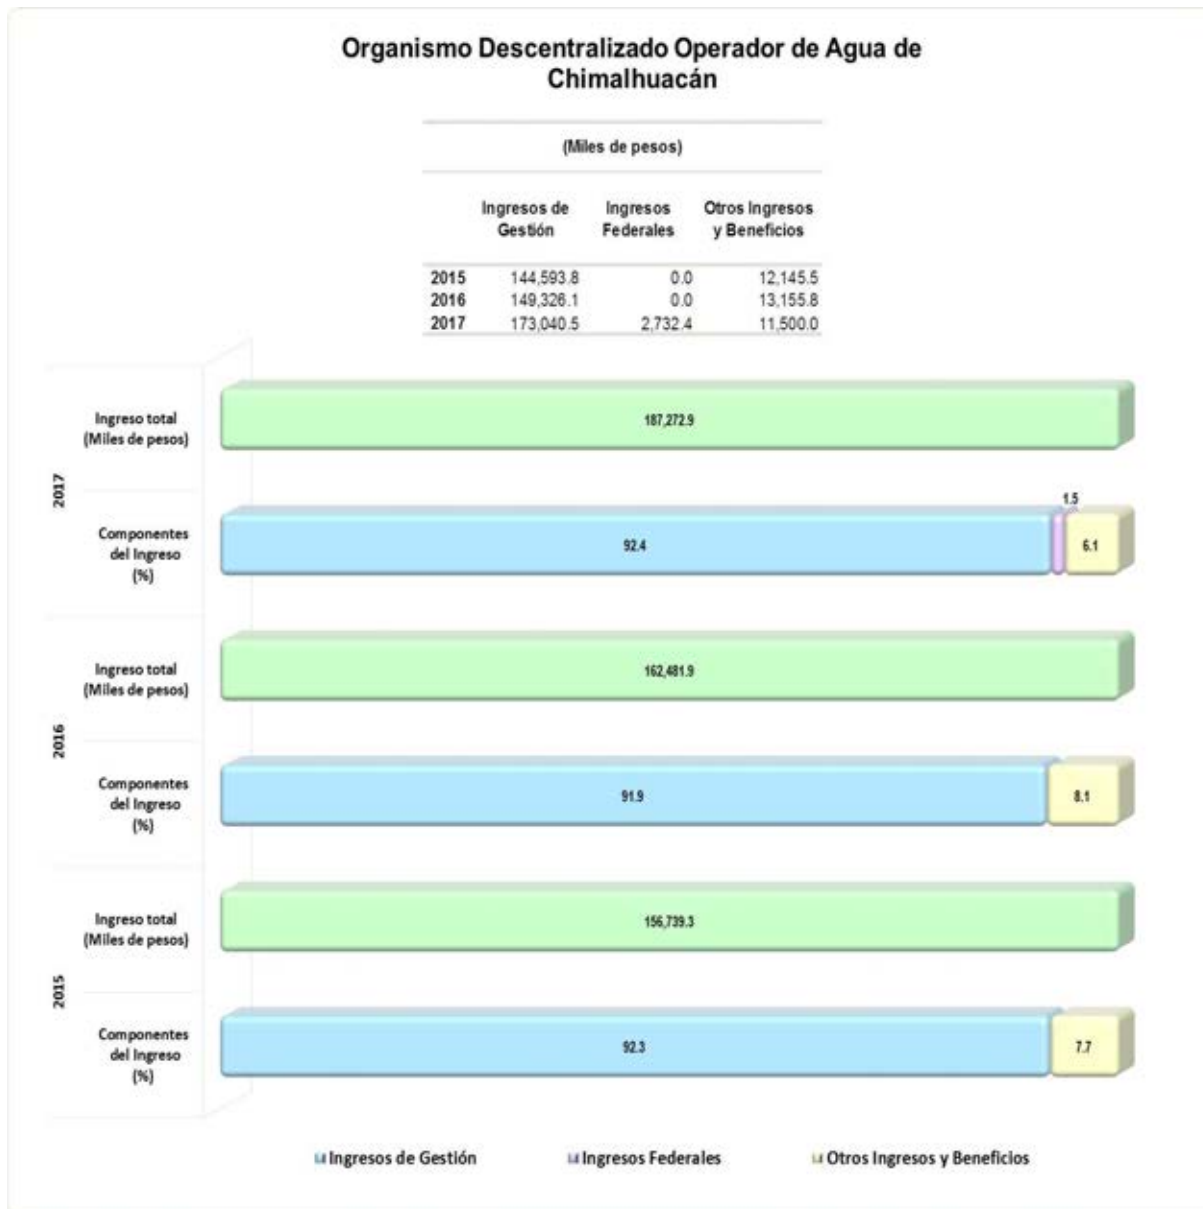 Organismo Descentralizado Operador de Agua de
Chimalhuacán
(Miles de pesos)
Ingresos de Gestión Ingresos Federales Otros Ingresos y Beneficios
2015 144,593.8 0.0 12,145.5
2016 149,326.1 0.0 13,155.8
2017 173,040.5 2,732.4 11,500.0
2017
Ingreso total
(Miles de pesos)
187,272.9
Componentes
del Ingreso
(%)
92.4 1.5 6.1
2016
Ingreso total
(Miles de pesos)
162,481.9
Componentes
del Ingreso
(%)
91.9 8.1
2015
Ingreso total
(Miles de pesos)
156,739.3
Componentes
del Ingreso
(%)
92.3 7.7
Ingresos de Gestión Ingresos Federales Otros Ingresos y Beneficios